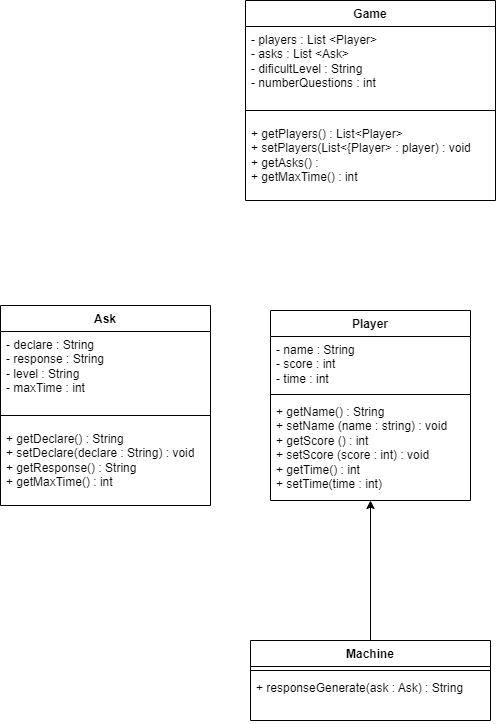 Game
- players : List <Player>
- asks : List <Ask>
- dificultLevel : String
- numberQuestions : int
+ getPlayers() : List<Player>
+ setPlayers(List<{Player> : player) : void
+ getAsks() :
+ getMaxTime() : int
Ask
- declare : String
- response : String
- level : String
- maxTime : int
+ getDeclare() : String
+ setDeclare(declare : String) : void
+ getResponse() : String
+ getMaxTime() : int
Player
- name : String
- score : int
- time : int
+ getName() : String
+ setName (name : string) : void
+ getScore () : int
+ setScore (score : int) : void
+ getTime() : int
+ setTime(time : int)
Machine
+ responseGenerate(ask : Ask) : String